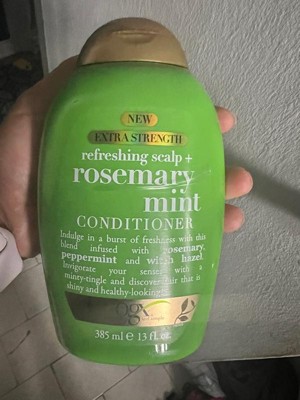 NEW
EXTRA STRENGTH
refreshing scalp +
rosemary
mint
CONDITIONER
Indulge in a burst of freshness with this
blend infused with rosemary,
peppermint and witch hazel.
Invigorate your senses with a
minty-tingle and discover hair that is
shiny and healthy-looking.
ogx
385 ml ℮ 13 fl oz